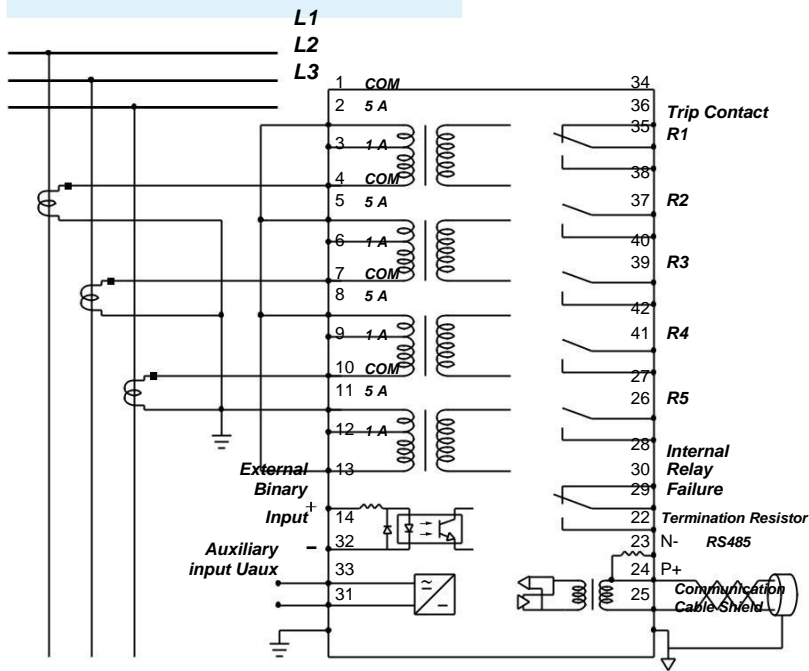 L1
L2
L3
1 COM
2 5 A
3 1 A
4 COM
5 5 A
6 1 A
7 COM
8 5 A
9 1 A
10 COM
11 5 A
12 1 A
13
External
Binary
Input
+
14
−
32
Auxiliary
input Uaux
33
31
34
36
Trip Contact
35
R1
38
37 R2
40
39 R3
42
41 R4
27
26 R5
28
Internal
30 Relay
29 Failure
22 Termination Resistor
23 N- RS485
24 P+
25 Communication
Cable Shield